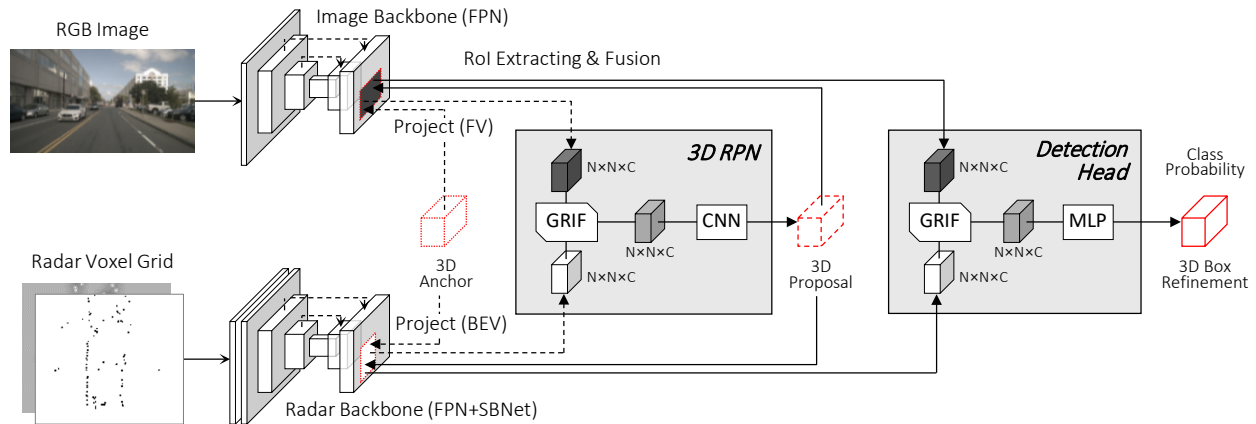 RGB Image
Image Backbone (FPN)
RoI Extracting & Fusion
Project (FV)
3D RPN
N×N×C
GRIF
CNN
N×N×C
N×N×C
3D
Anchor
3D
Proposal
Detection
Head
N×N×C
GRIF
MLP
N×N×C
N×N×C
Class
Probability
3D Box
Refinement
Radar Voxel Grid
Project (BEV)
Radar Backbone (FPN+SBNet)